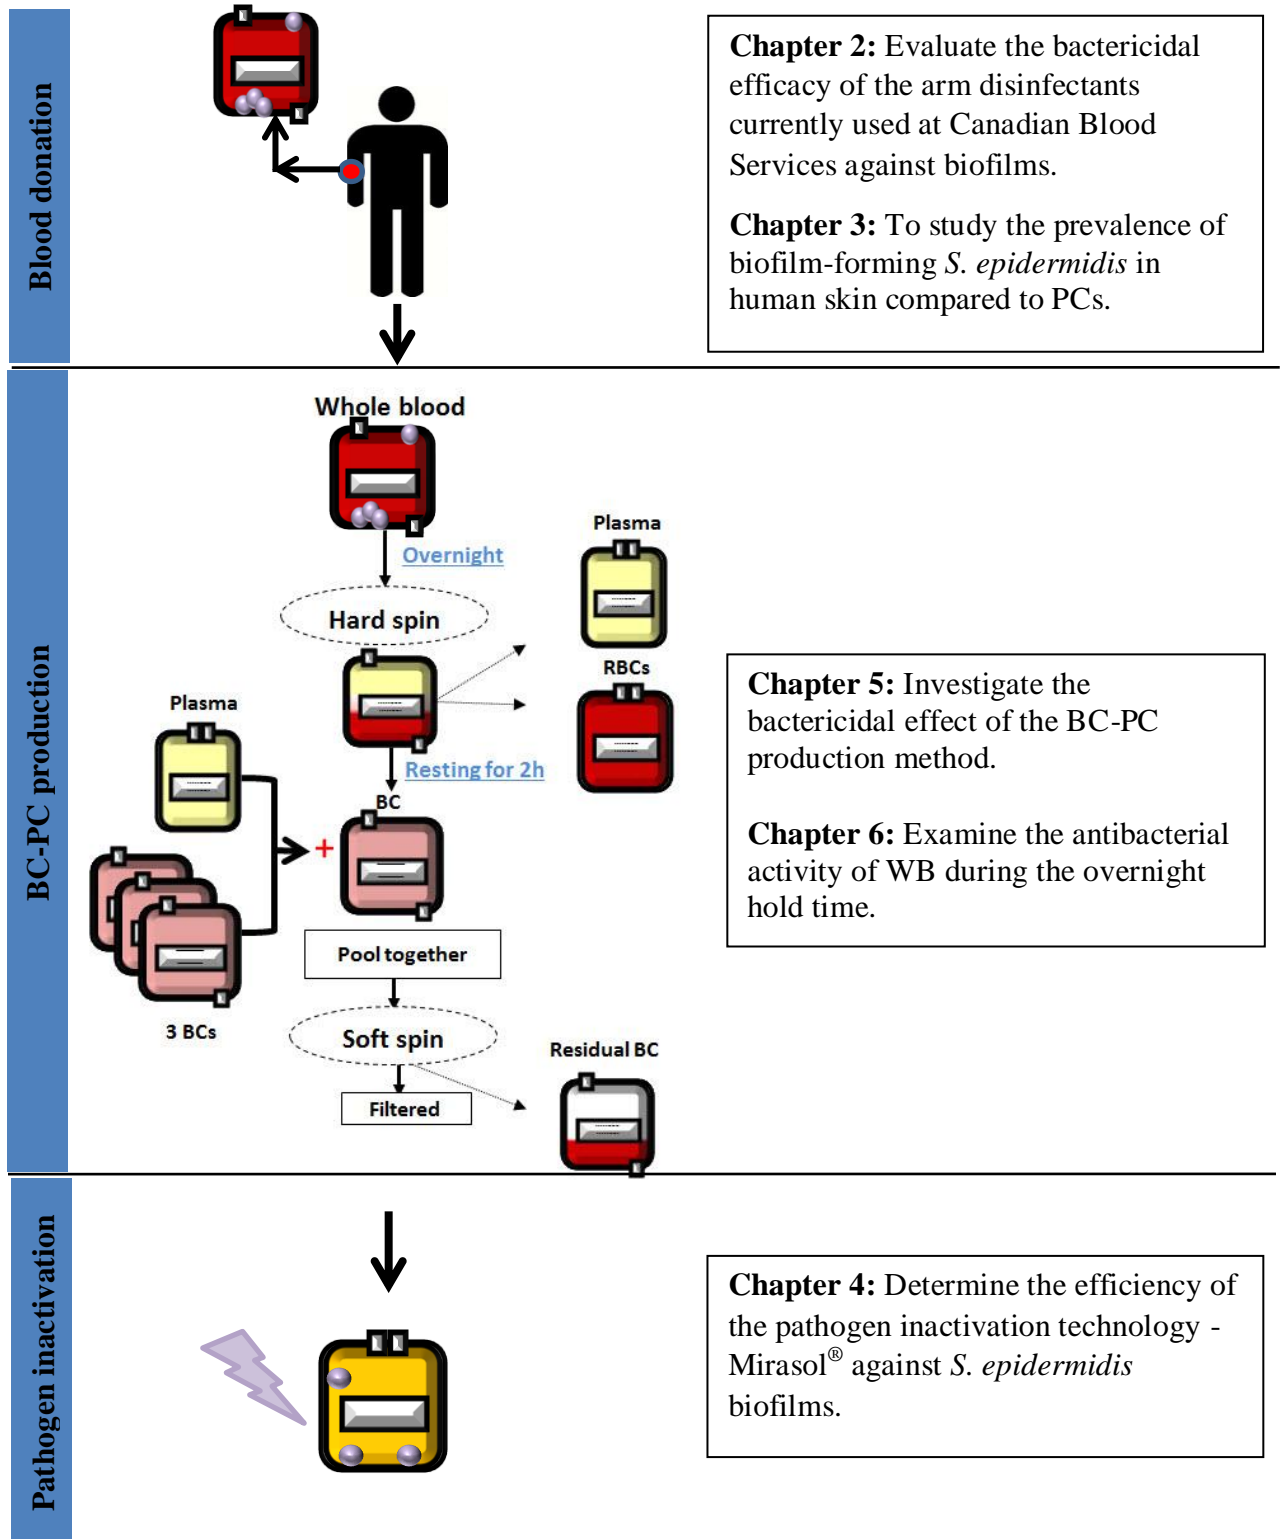 Blood donation
Chapter 2: Evaluate the bactericidal
efficacy of the arm disinfectants
currently used at Canadian Blood
Services against biofilms.
Chapter 3: To study the prevalence of
biofilm-forming S. epidermidis in
human skin compared to PCs.
BC-PC production
Whole blood
Overnight
Hard spin
Plasma
RBCs
Plasma
Resting for 2h
BC
+
3 BCs
Pool together
Soft spin
Filtered
Residual BC
Chapter 5: Investigate the
bactericidal effect of the BC-PC
production method.
Chapter 6: Examine the antibacterial
activity of WB during the overnight
hold time.
Pathogen inactivation
Chapter 4: Determine the efficiency of
the pathogen inactivation technology -
Mirasol® against S. epidermidis
biofilms.